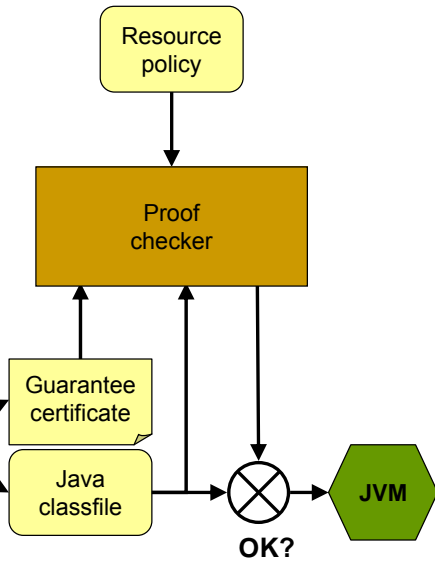 Resource
policy
Proof
checker
Guarantee
certificate
Java
classfile
JVM
OK?